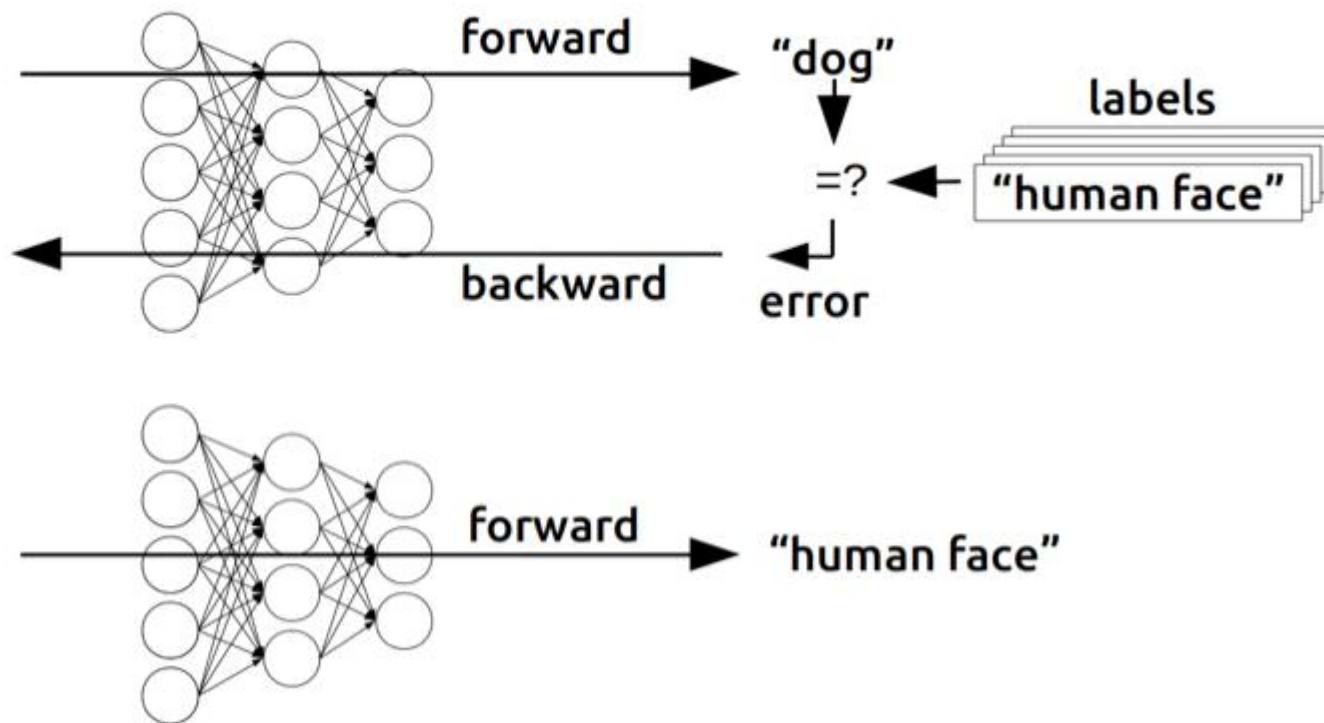 forward
“dog”
labels
=?
“human face”
backward
error
forward
“human face”